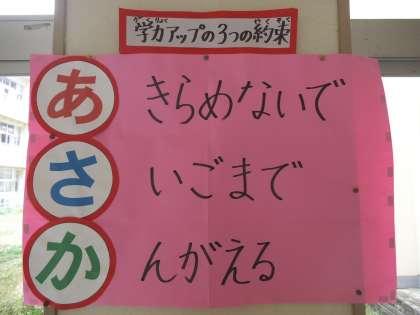 学力アップの3つの約束
あきらめないで
さいごまで
かんがえる